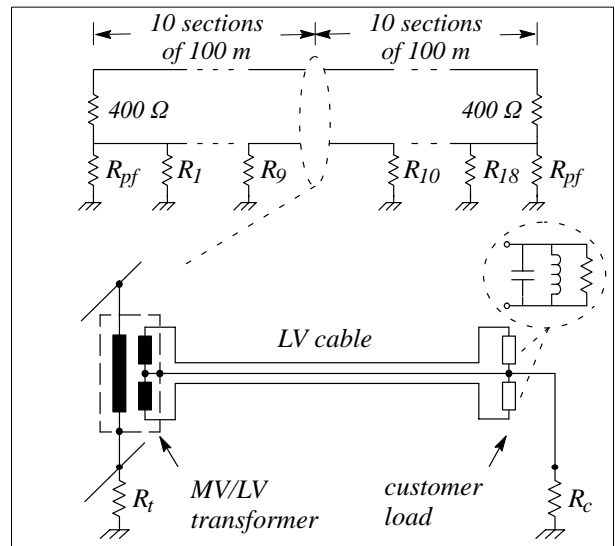 10 sections
of 100 m
10 sections
of 100 m
400 Ω
400 Ω
R_pf
R_1
R_9
R_10
R_18
R_pf
LV cable
R_t
MV/LV
transformer
customer
load
R_c